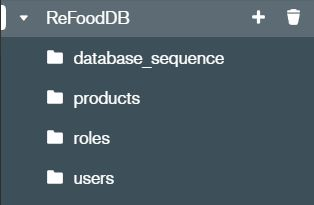 ReFoodDB
database_sequence
products
roles
users